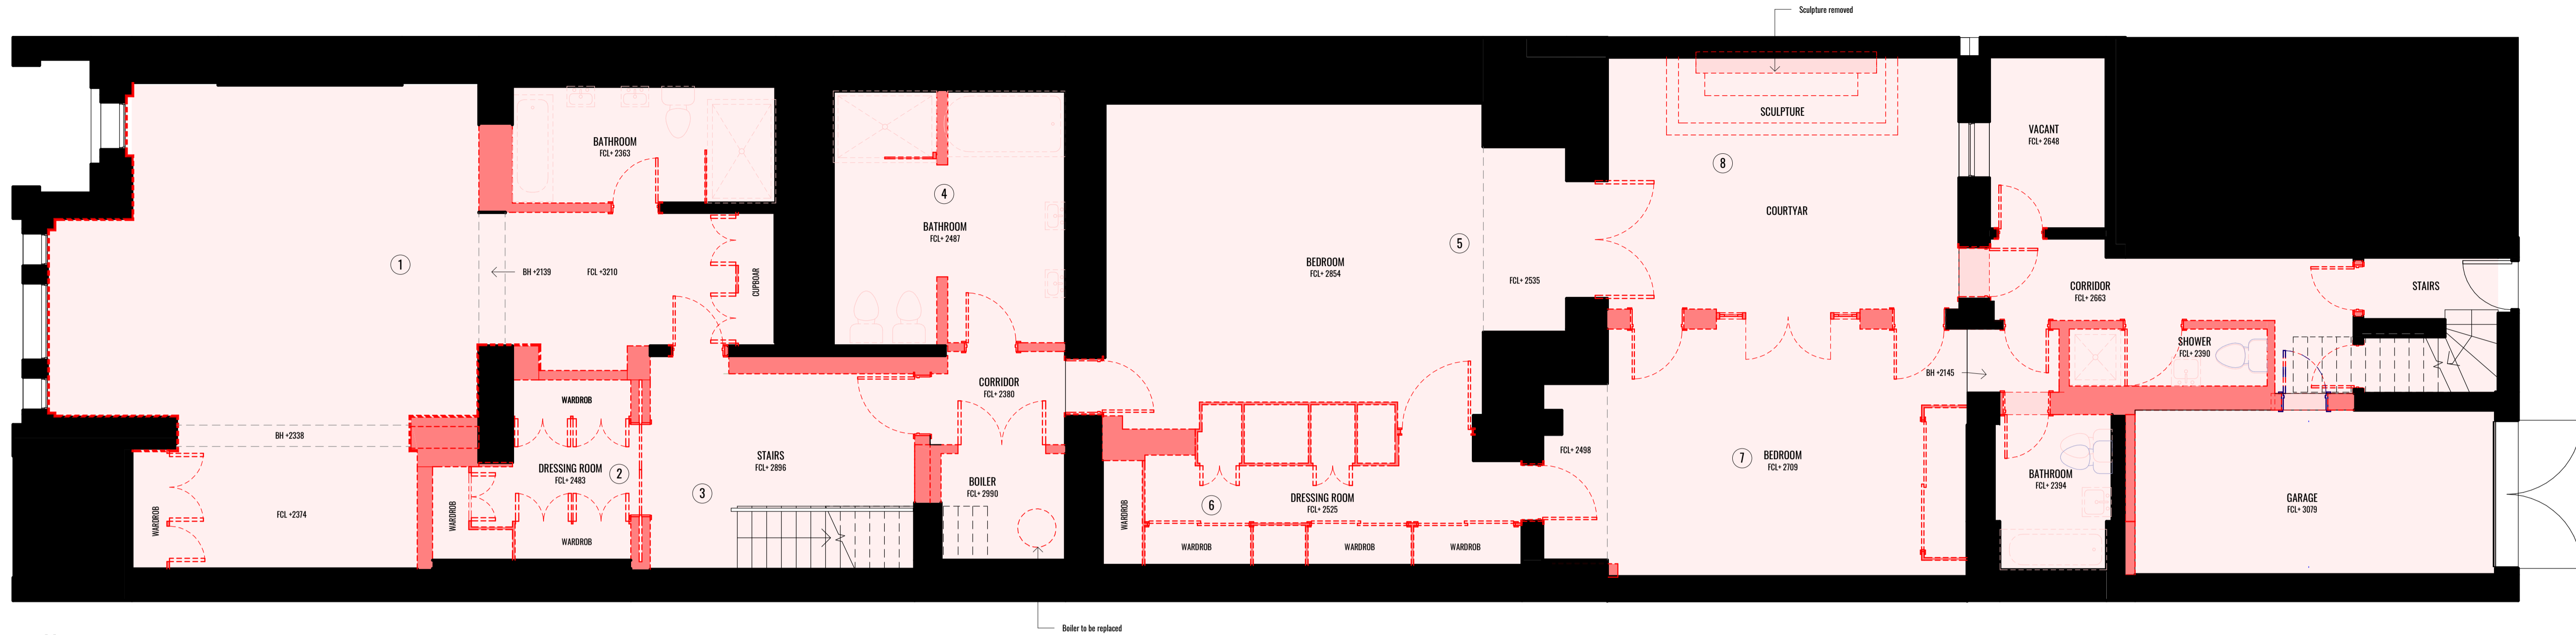 Sculpture removed
BATHROOM
FCL+ 2363
SCULPTURE
VACANT
FCL+ 2648
8
4
BATHROOM
FCL+ 2487
COURTYAR
1
BH +2139
FCL +3210
CUPBOAR
5
BEDROOM
FCL+ 2854
FCL+ 2535
CORRIDOR
FCL+ 2663
STAIRS
SHOWER
FCL+ 2390
BH +2145
CORRIDOR
FCL+ 2380
WARDROB
BH +2338
STAIRS
FCL+ 2896
DRESSING ROOM
FCL+ 2483
2
3
BOILER
FCL+ 2990
FCL+ 2498
7
BEDROOM
FCL+ 2709
BATHROOM
FCL+ 2394
GARAGE
FCL+ 3079
WARDROB
FCL +2374
WARDROB
WARDROB
WARDROB
6
DRESSING ROOM
FCL+ 2525
WARDROB
WARDROB
WARDROB
Boiler to be replaced